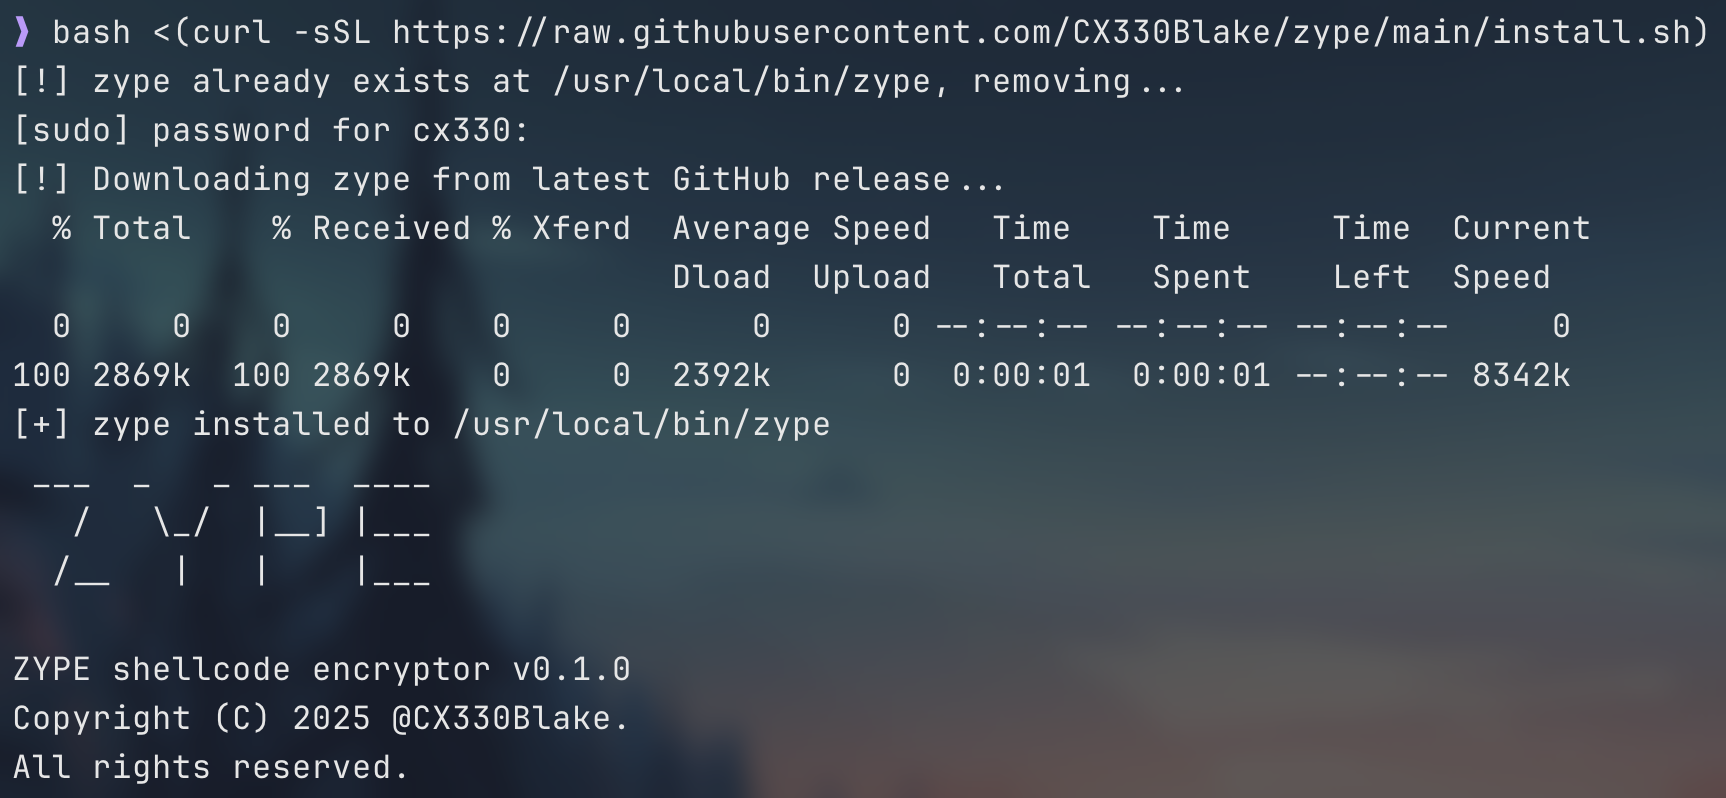 ❱ bash <(curl -sSL https://raw.githubusercontent.com/CX330Blake/zype/main/install.sh)
[!] zype already exists at /usr/local/bin/zype, removing...
[sudo] password for cx330:
[!] Downloading zype from latest GitHub release...
  % Total    % Received % Xferd  Average Speed   Time    Time     Time  Current
                                 Dload  Upload   Total   Spent    Left  Speed
  0     0    0     0    0     0      0      0 --:--:-- --:--:-- --:--:--     0
100 2869k  100 2869k    0     0  2392k      0  0:00:01  0:00:01 --:--:-- 8342k
[+] zype installed to /usr/local/bin/zype
 ___  _   _ ___  ____
   /   \_/  |__] |___
  /__   |   |    |___
ZYPE shellcode encryptor v0.1.0
Copyright (C) 2025 @CX330Blake.
All rights reserved.